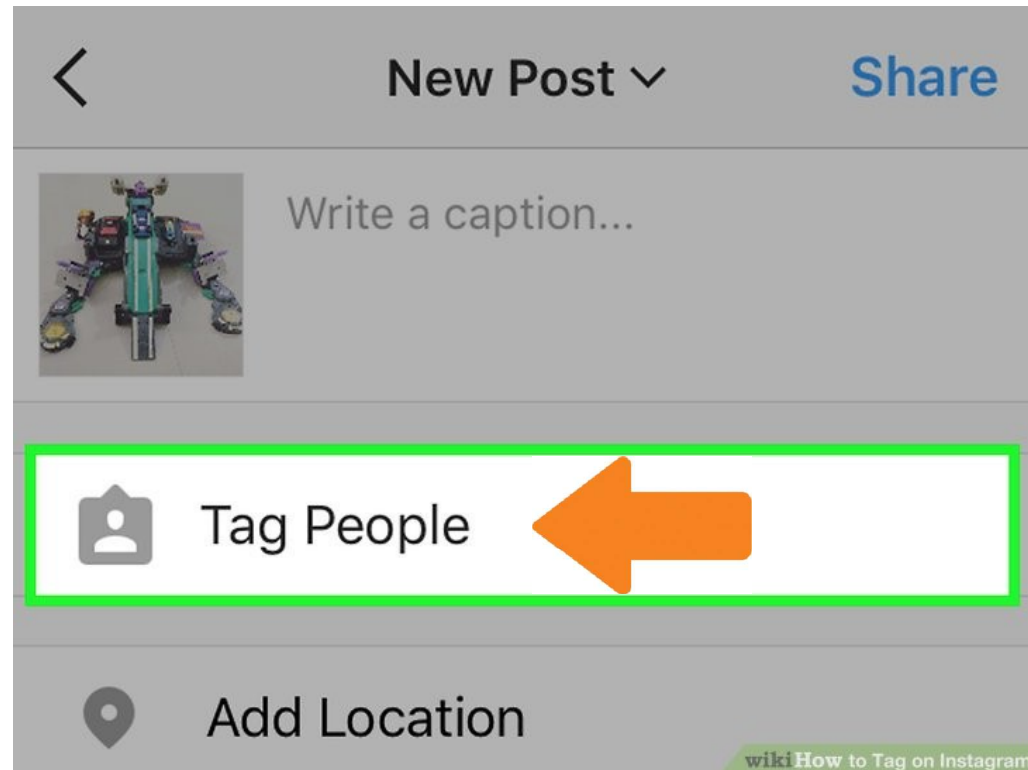 New Post
Share
Write a caption...
Tag People
Add Location
wikiHow to Tag on Instagram